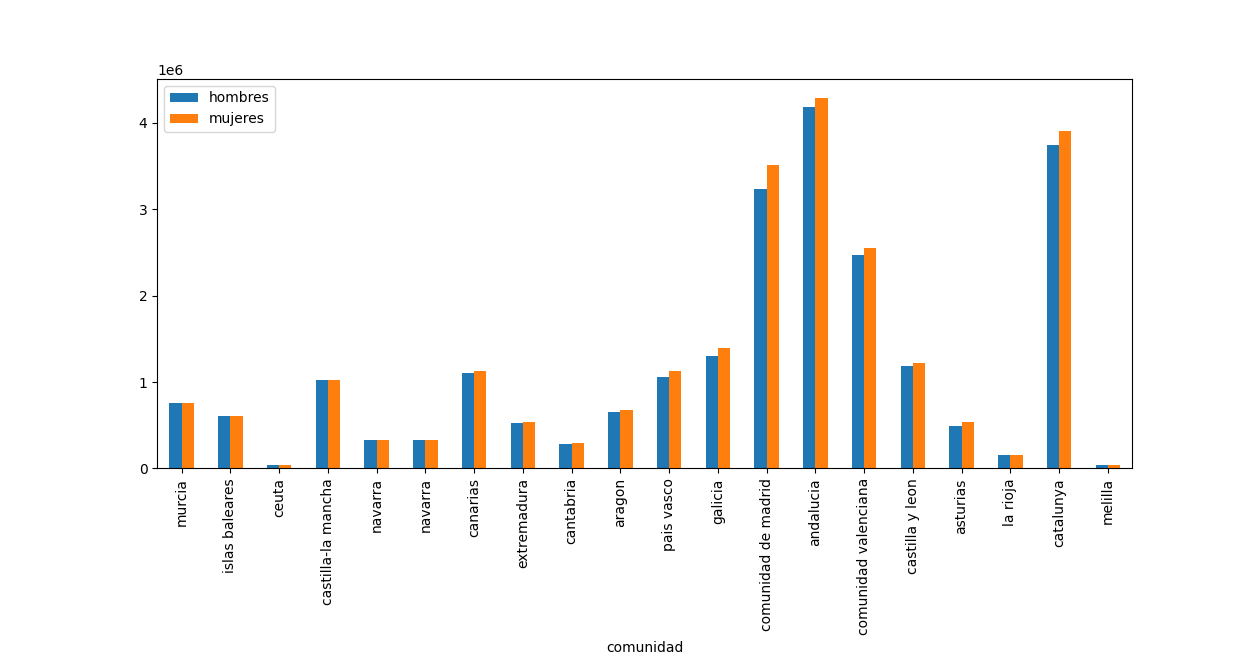 1e6
hombres
mujeres
4
3
2
1
0
murcia
islas baleares
ceuta
castilla-la mancha
navarra
navarra
canarias
extremadura
cantabria
aragon
pais vasco
galicia
comunidad de madrid
andalucia
comunidad valenciana
castilla y leon
asturias
la rioja
catalunya
melilla
comunidad